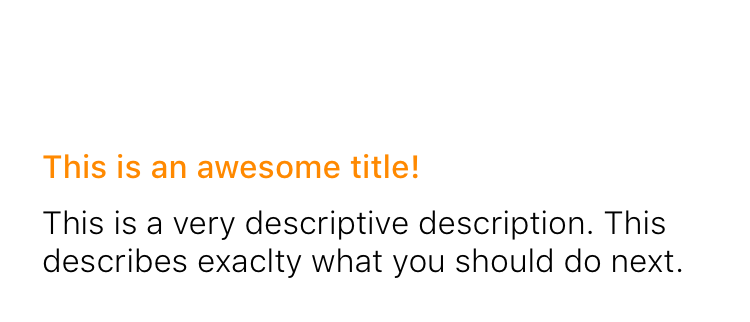 This is an awesome title!
This is a very descriptive description. This
describes exaclty what you should do next.